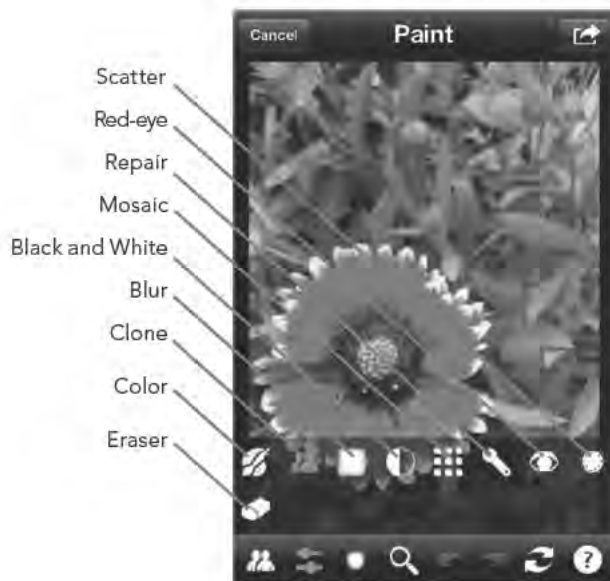 Cancel
Paint
Scatter
Red-eye
Repair
Mosaic
Black and White
Blur
Clone
Color
Eraser
?